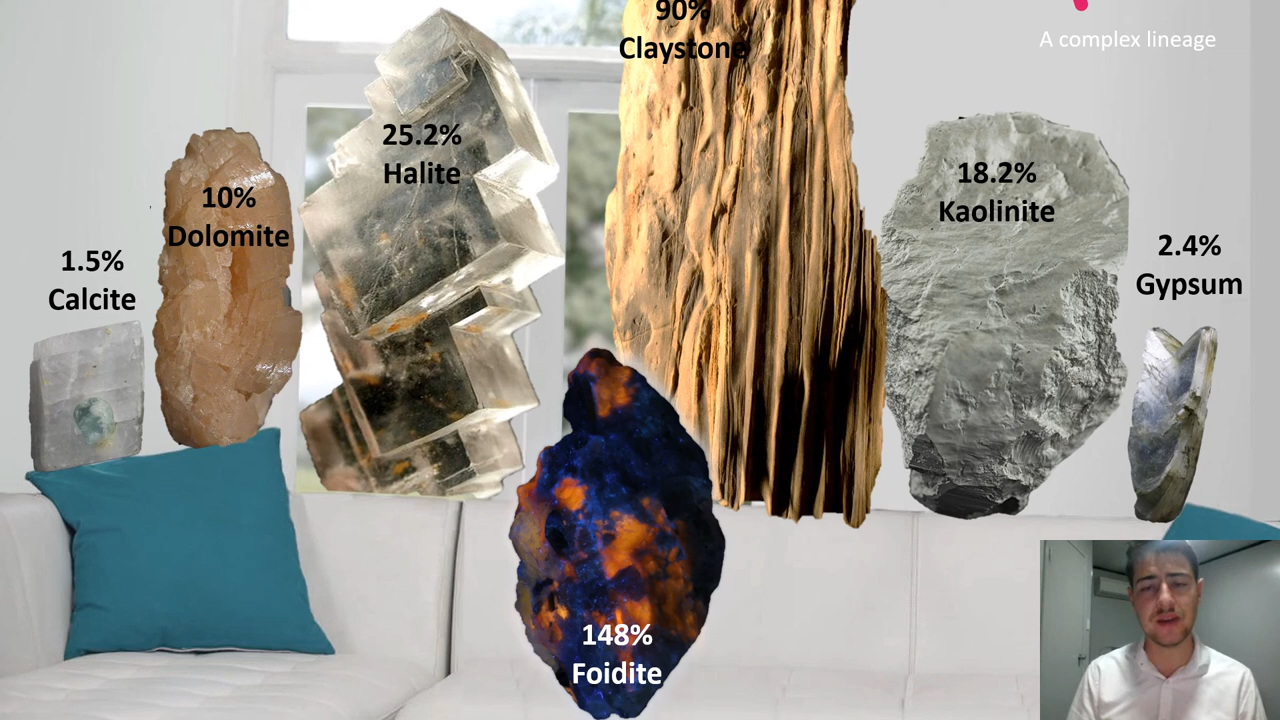 90%
Claystone
A complex lineage
25.2%
Halite
18.2%
Kaolinite
10%
Dolomite
2.4%
Gypsum
1.5%
Calcite
148%
Foidite